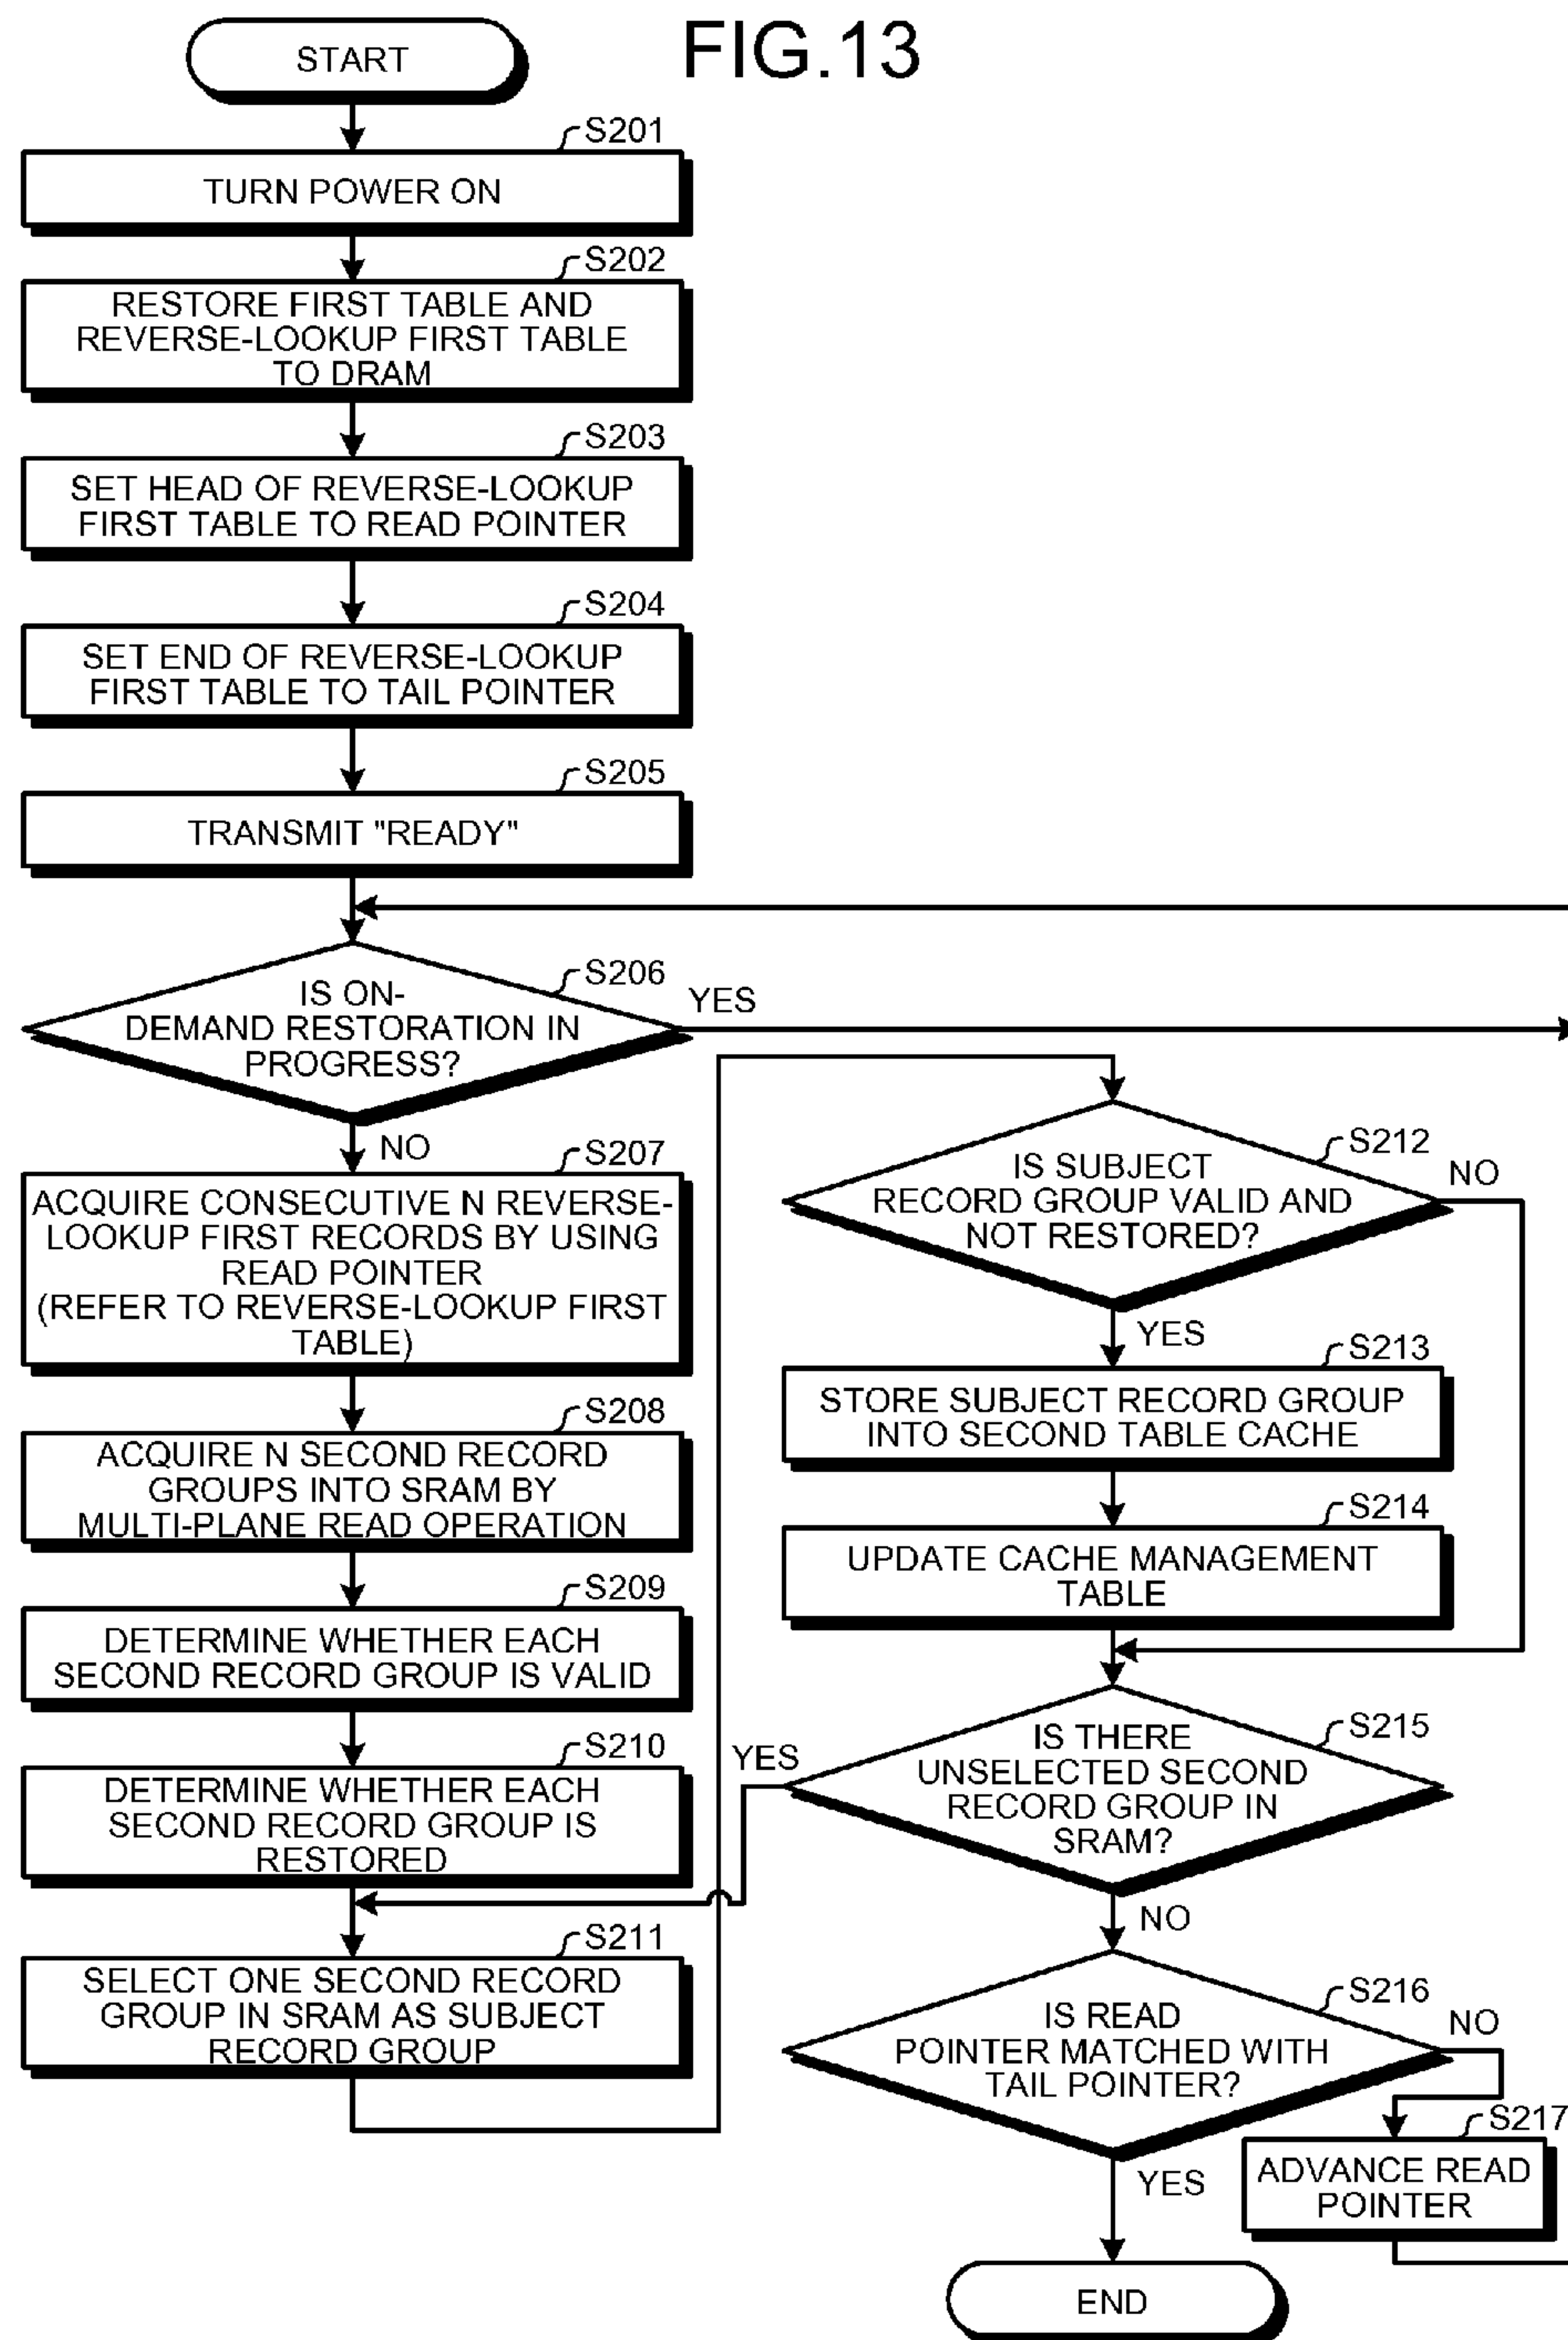 FIG.13
START
S201
TURN POWER ON
S202
RESTORE FIRST TABLE AND
REVERSE-LOOKUP FIRST TABLE
TO DRAM
S203
SET HEAD OF REVERSE-LOOKUP
FIRST TABLE TO READ POINTER
S204
SET END OF REVERSE-LOOKUP
FIRST TABLE TO TAIL POINTER
S205
TRANSMIT "READY"
S206
IS ON-
DEMAND RESTORATION IN
PROGRESS?
YES
NO
S207
ACQUIRE CONSECUTIVE N REVERSE-
LOOKUP FIRST RECORDS BY USING
READ POINTER
(REFER TO REVERSE-LOOKUP FIRST
TABLE)
S208
ACQUIRE N SECOND RECORD
GROUPS INTO SRAM BY
MULTI-PLANE READ OPERATION
S209
DETERMINE WHETHER EACH
SECOND RECORD GROUP IS VALID
S210
DETERMINE WHETHER EACH
SECOND RECORD GROUP IS
RESTORED
S211
SELECT ONE SECOND RECORD
GROUP IN SRAM AS SUBJECT
RECORD GROUP
S212
IS SUBJECT
RECORD GROUP VALID AND
NOT RESTORED?
NO
YES
S213
STORE SUBJECT RECORD GROUP
INTO SECOND TABLE CACHE
S214
UPDATE CACHE MANAGEMENT
TABLE
S215
IS THERE
UNSELECTED SECOND
RECORD GROUP IN
SRAM?
YES
NO
S216
IS READ
POINTER MATCHED WITH
TAIL POINTER?
NO
YES
S217
ADVANCE READ
POINTER
END